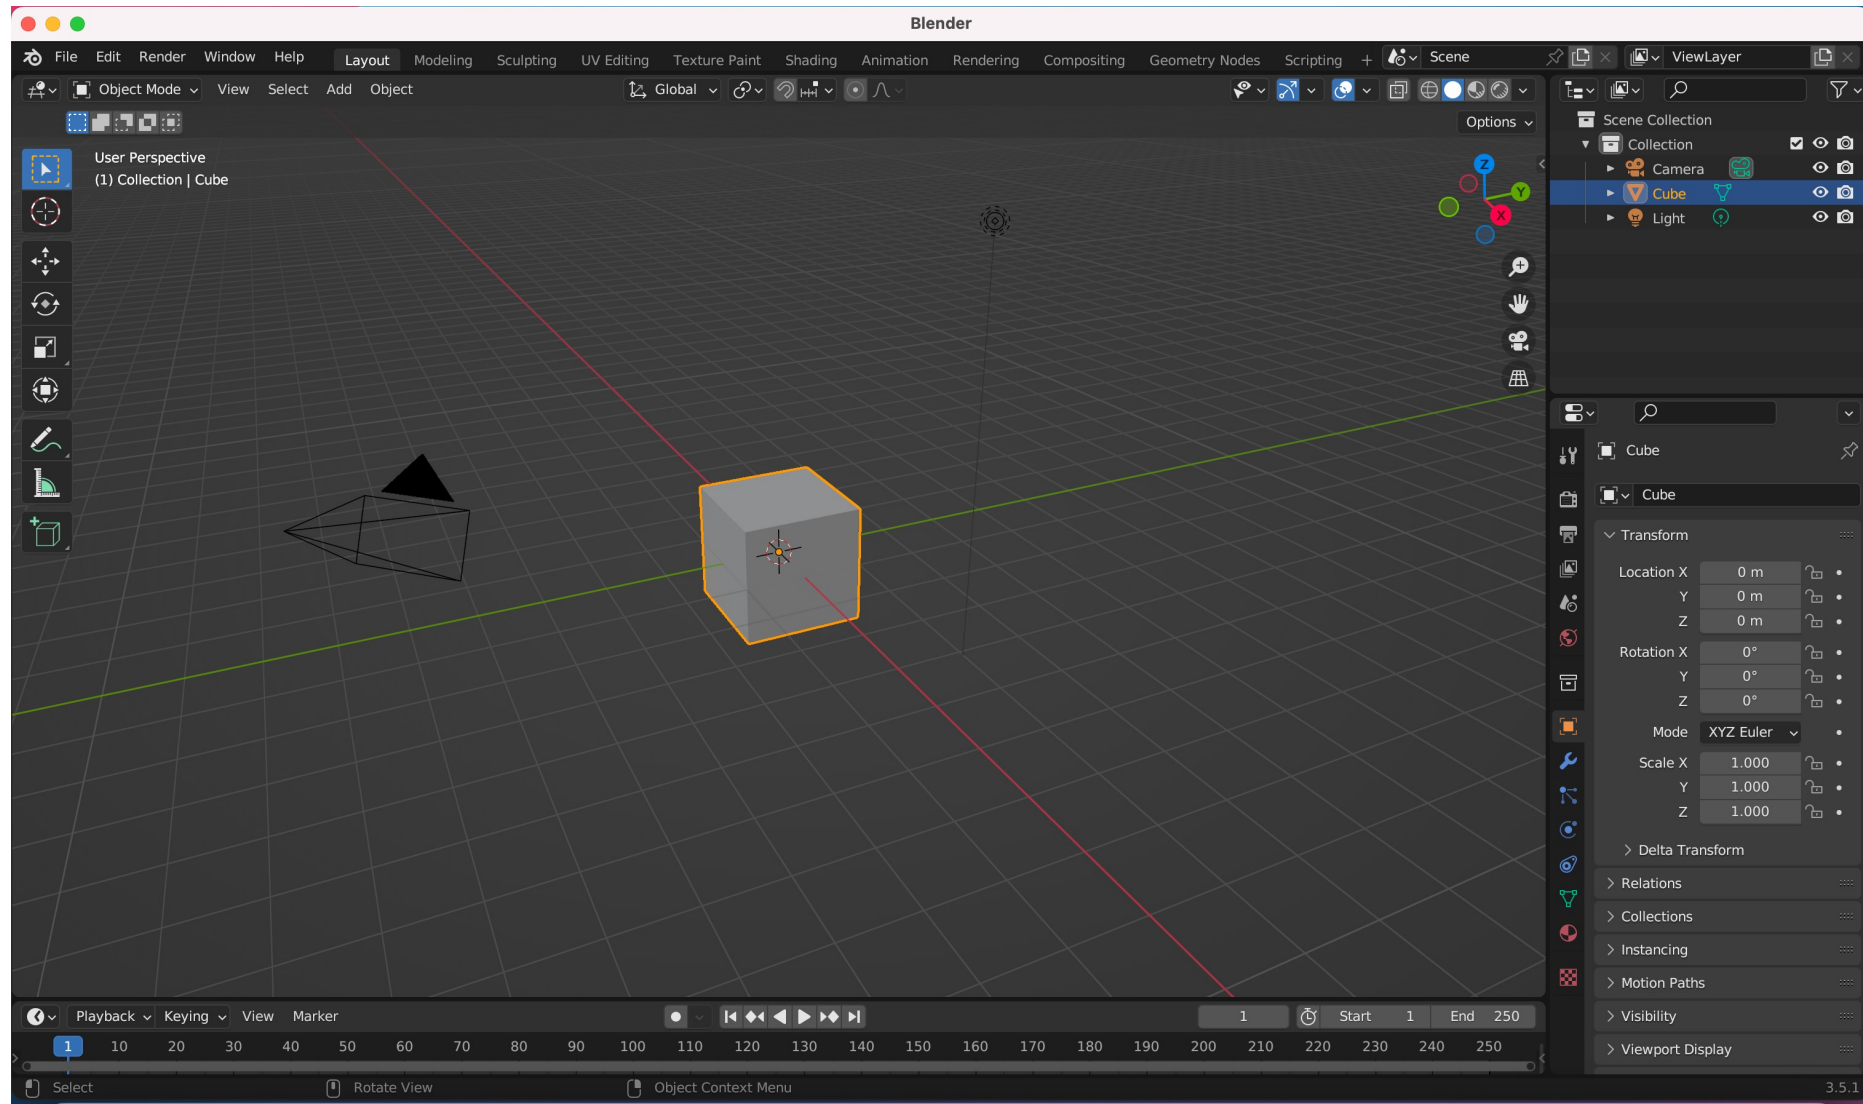 Blender
File Edit Render Window Help Layout Modeling Sculpting UV Editing Texture Paint Shading Animation Rendering Compositing Geometry Nodes Scripting + Scene ViewLayer
Object Mode View Select Add Object Global
Options
User Perspective
(1) Collection | Cube
Z
Y
X
Scene Collection
Collection
Camera
Cube
Light
Cube
Cube
Transform
Location X 0 m
Y 0 m
Z 0 m
Rotation X 0°
Y 0°
Z 0°
Mode XYZ Euler
Scale X 1.000
Y 1.000
Z 1.000
Delta Transform
Relations
Collections
Instancing
Motion Paths
Visibility
Viewport Display
Playback Keying View Marker 1 Start 1 End 250
1 10 20 30 40 50 60 70 80 90 100 110 120 130 140 150 160 170 180 190 200 210 220 230 240 250
Select Rotate View Object Context Menu 3.5.1